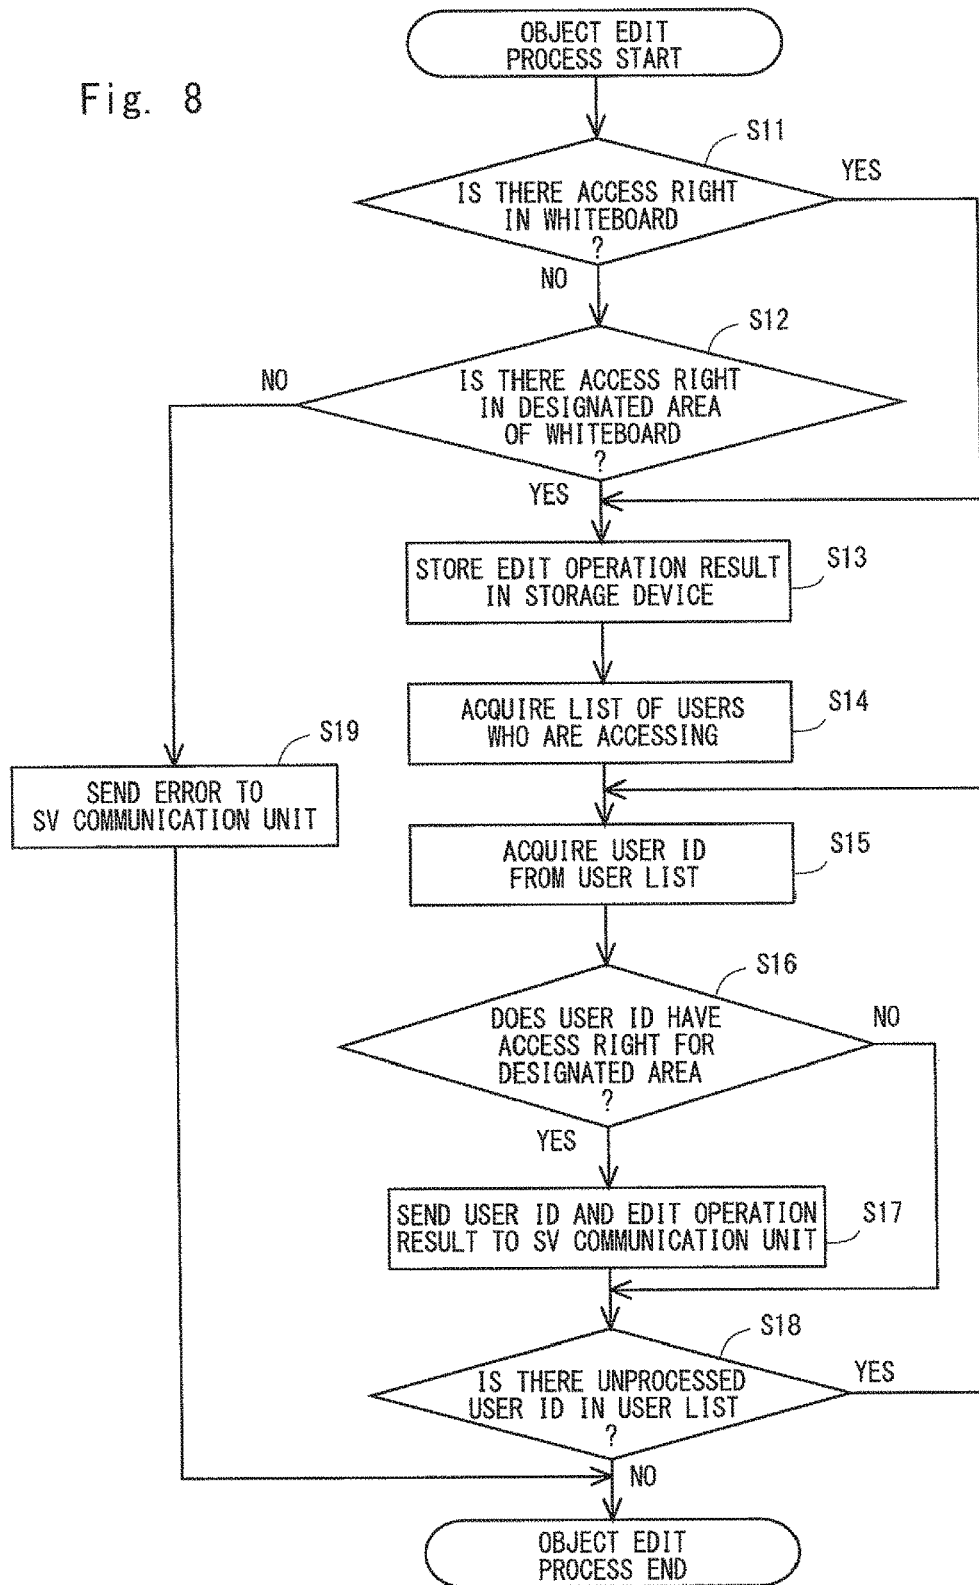 OBJECT EDIT
PROCESS START
Fig. 8
S11
YES
IS THERE ACCESS RIGHT
IN WHITEBOARD
?
NO
S12
NO
IS THERE ACCESS RIGHT
IN DESIGNATED AREA
OF WHITEBOARD
?
YES
S13
STORE EDIT OPERATION RESULT
IN STORAGE DEVICE
S14
ACQUIRE LIST OF USERS
WHO ARE ACCESSING
S19
SEND ERROR TO
SV COMMUNICATION UNIT
S15
ACQUIRE USER ID
FROM USER LIST
S16
NO
DOES USER ID HAVE
ACCESS RIGHT FOR
DESIGNATED AREA
?
YES
S17
SEND USER ID AND EDIT OPERATION
RESULT TO SV COMMUNICATION UNIT
S18
YES
IS THERE UNPROCESSED
USER ID IN USER LIST
?
NO
OBJECT EDIT
PROCESS END